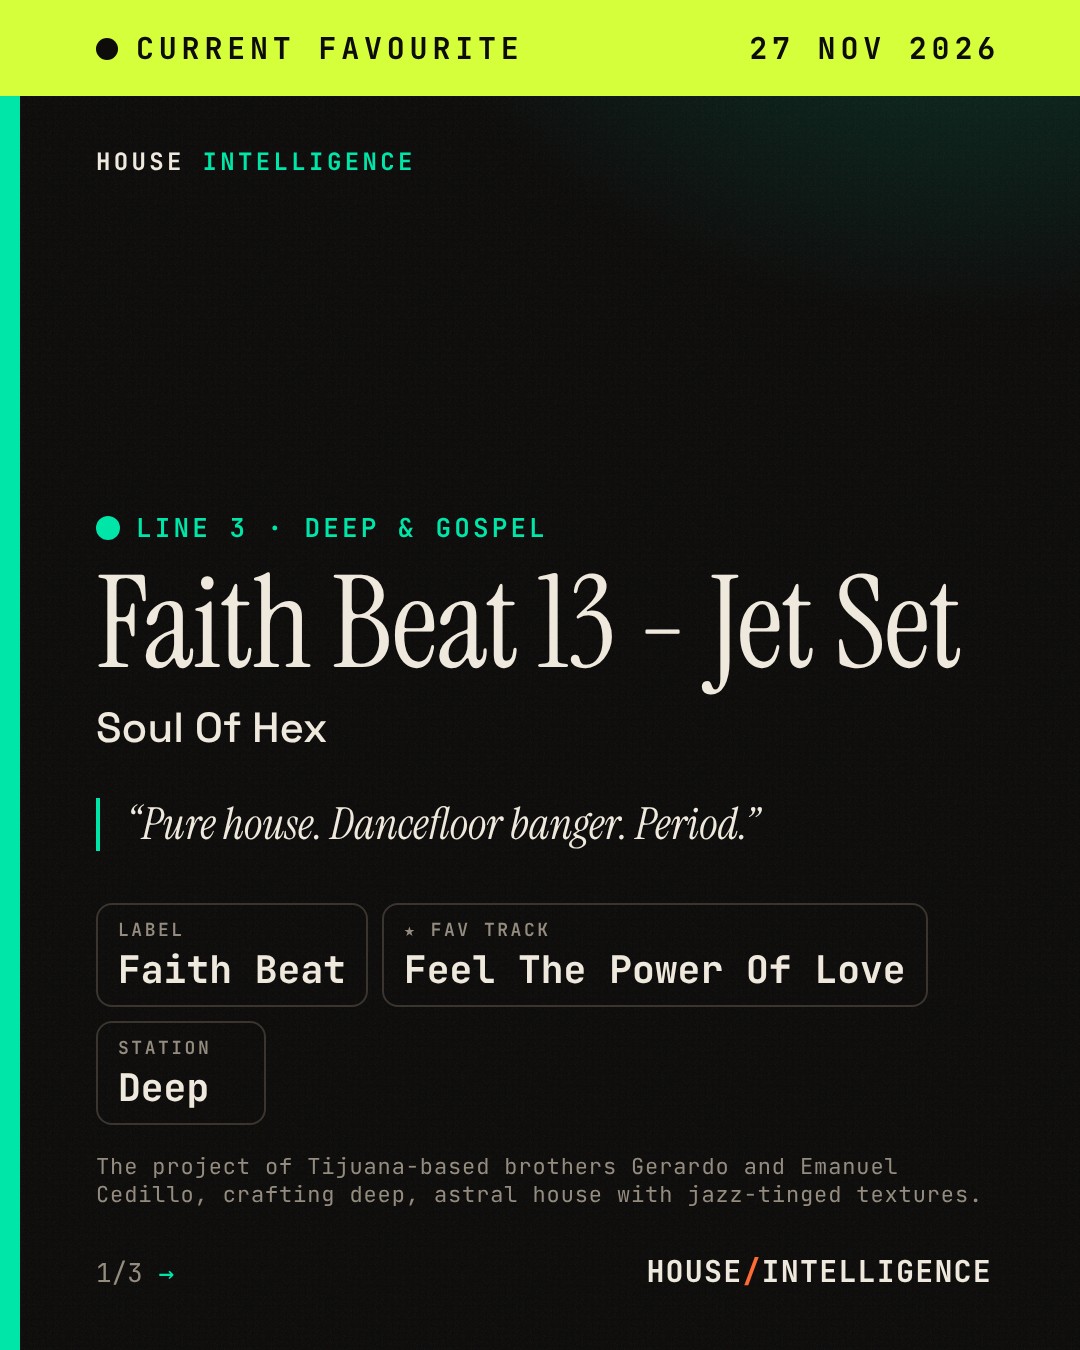 ● CURRENT FAVOURITE 27 NOV 2026
HOUSE INTELLIGENCE
LINE 3 · DEEP & GOSPEL
Faith Beat 13 – Jet Set
Soul Of Hex
“Pure house. Dancefloor banger. Period.”
LABEL ★ FAV TRACK
Faith Beat Feel The Power Of Love
STATION
Deep
The project of Tijuana-based brothers Gerardo and Emanuel
Cedillo, crafting deep, astral house with jazz-tinged textures.
1/3 → HOUSE/INTELLIGENCE